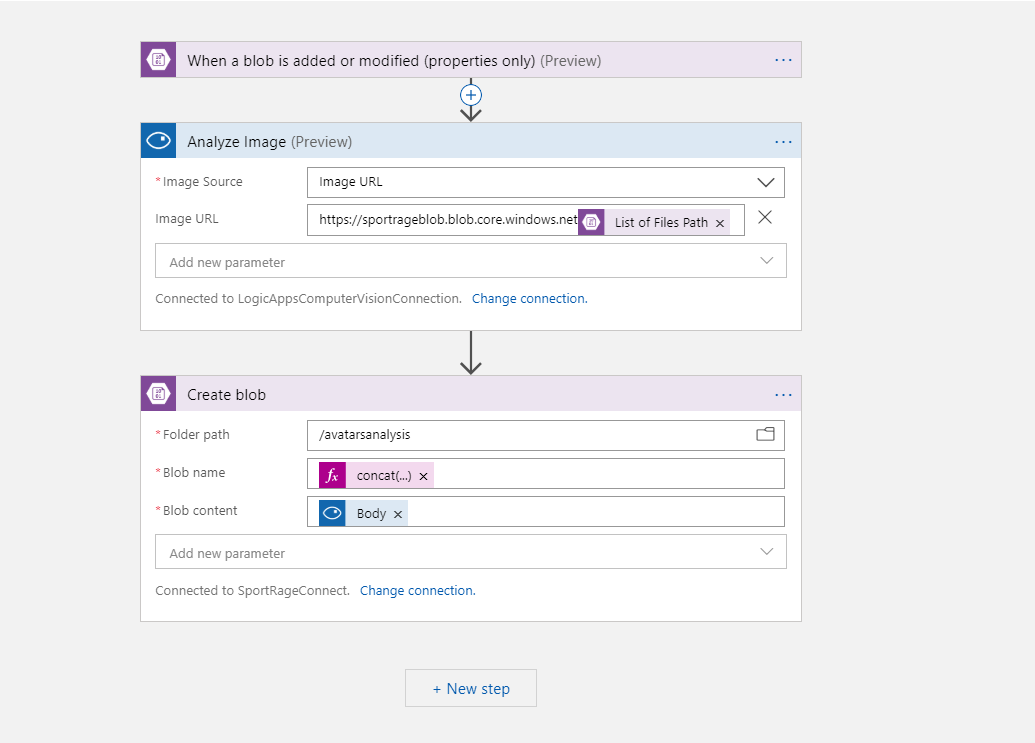 When a blob is added or modified (properties only) (Preview) ...
Analyze Image (Preview) ...
* Image Source Image URL
Image URL https://sportrageblob.blob.core.windows.net List of Files Path ×
Add new parameter
Connected to LogicAppsComputerVisionConnection. Change connection.
Create blob ...
* Folder path /avatarsanalysis
* Blob name fx concat(...) ×
* Blob content Body ×
Add new parameter
Connected to SportRageConnect. Change connection.
+ New step